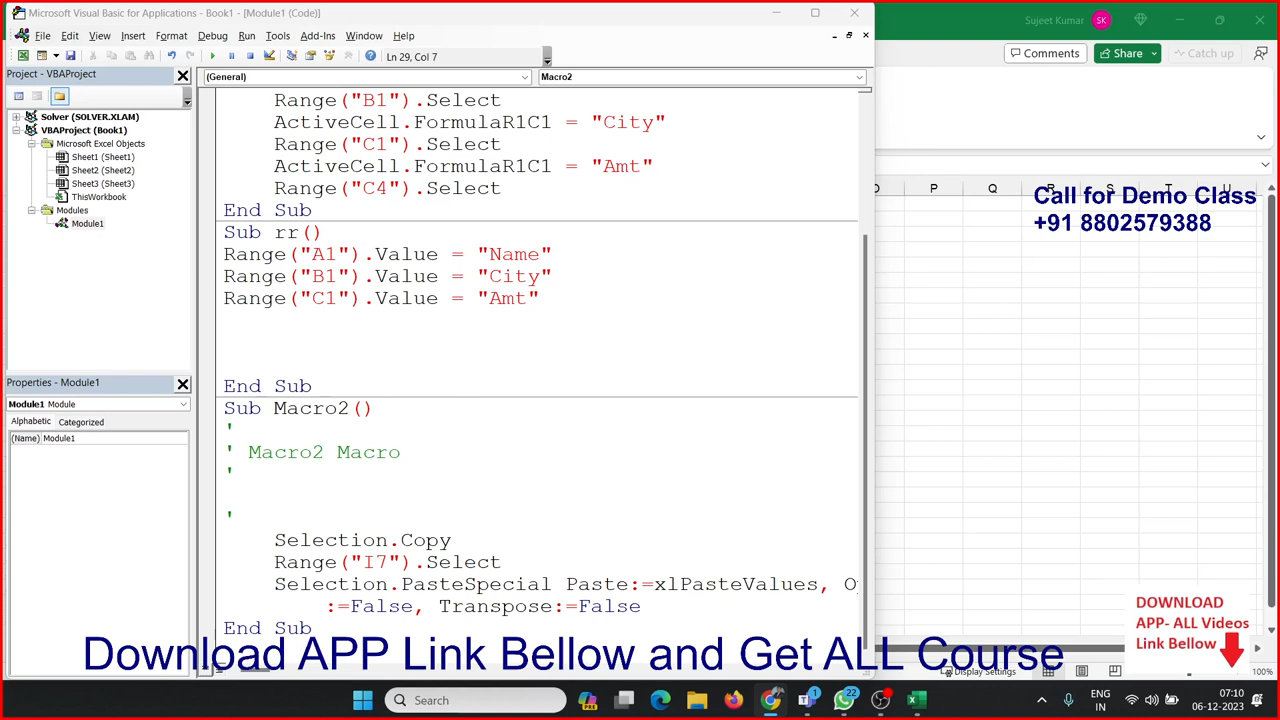 Microsoft Visual Basic for Applications - Book1 - [Module1 (Code)]
Sujeet Kumar
SK
File Edit View Insert Format Debug Run Tools Add-Ins Window Help
Comments
Share
Catch up
Ln 29, Col 7
Project - VBAProject
(General)
Macro2
Solver (SOLVER.XLAM)
VBAProject (Book1)
Microsoft Excel Objects
Sheet1 (Sheet1)
Sheet2 (Sheet2)
Sheet3 (Sheet3)
ThisWorkbook
Modules
Module1
Range("B1").Select
ActiveCell.FormulaR1C1 = "City"
Range("C1").Select
ActiveCell.FormulaR1C1 = "Amt"
Range("C4").Select
End Sub
Sub rr()
Range("A1").Value = "Name"
Range("B1").Value = "City"
Range("C1").Value = "Amt"
End Sub
Sub Macro2()
'
' Macro2 Macro
'
'
Selection.Copy
Range("I7").Select
Selection.PasteSpecial Paste:=xlPasteValues, O
:=False, Transpose:=False
End Sub
Properties - Module1
Module1 Module
Alphabetic Categorized
(Name) Module1
P Q R S T U
Call for Demo Class
+91 8802579388
DOWNLOAD
APP- ALL Videos
Link Bellow
Download APP Link Bellow and Get ALL Course
Display Settings
100%
Search
1
22
ENG
IN
07:10
06-12-2023